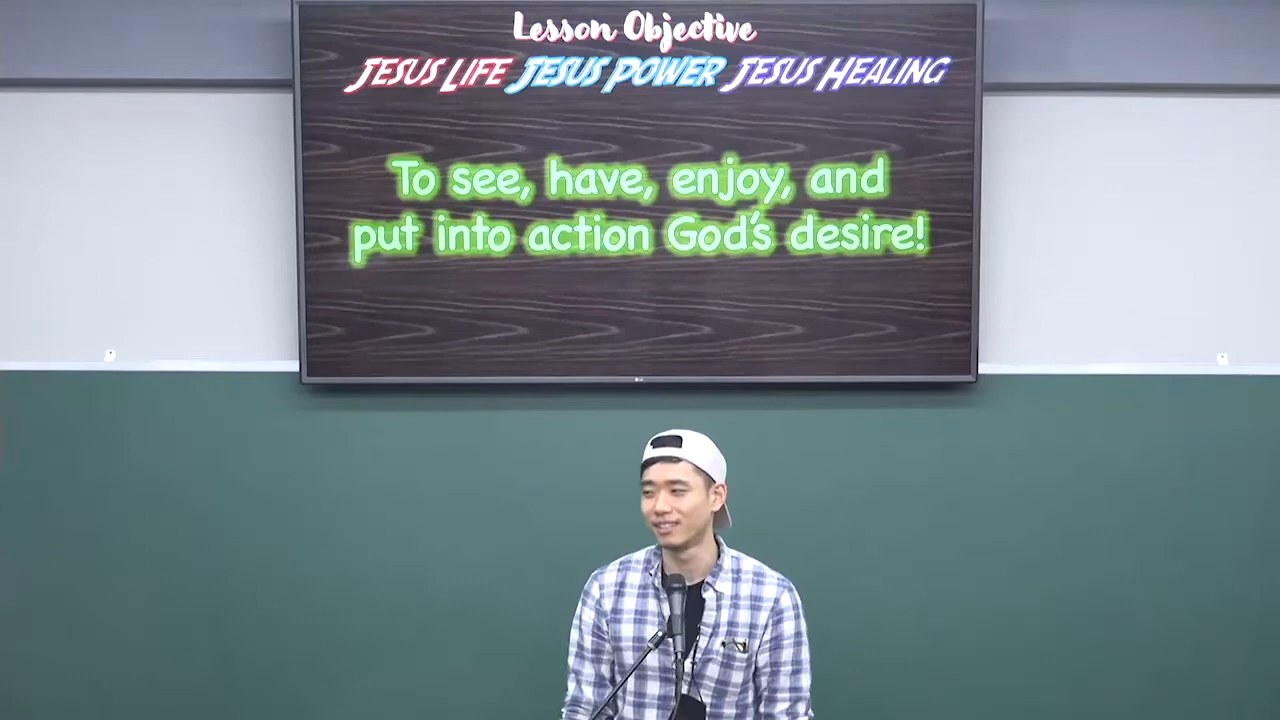 Lesson Objective
JESUS LIFE JESUS POWER JESUS HEALING
To see, have, enjoy, and
put into action God's desire!